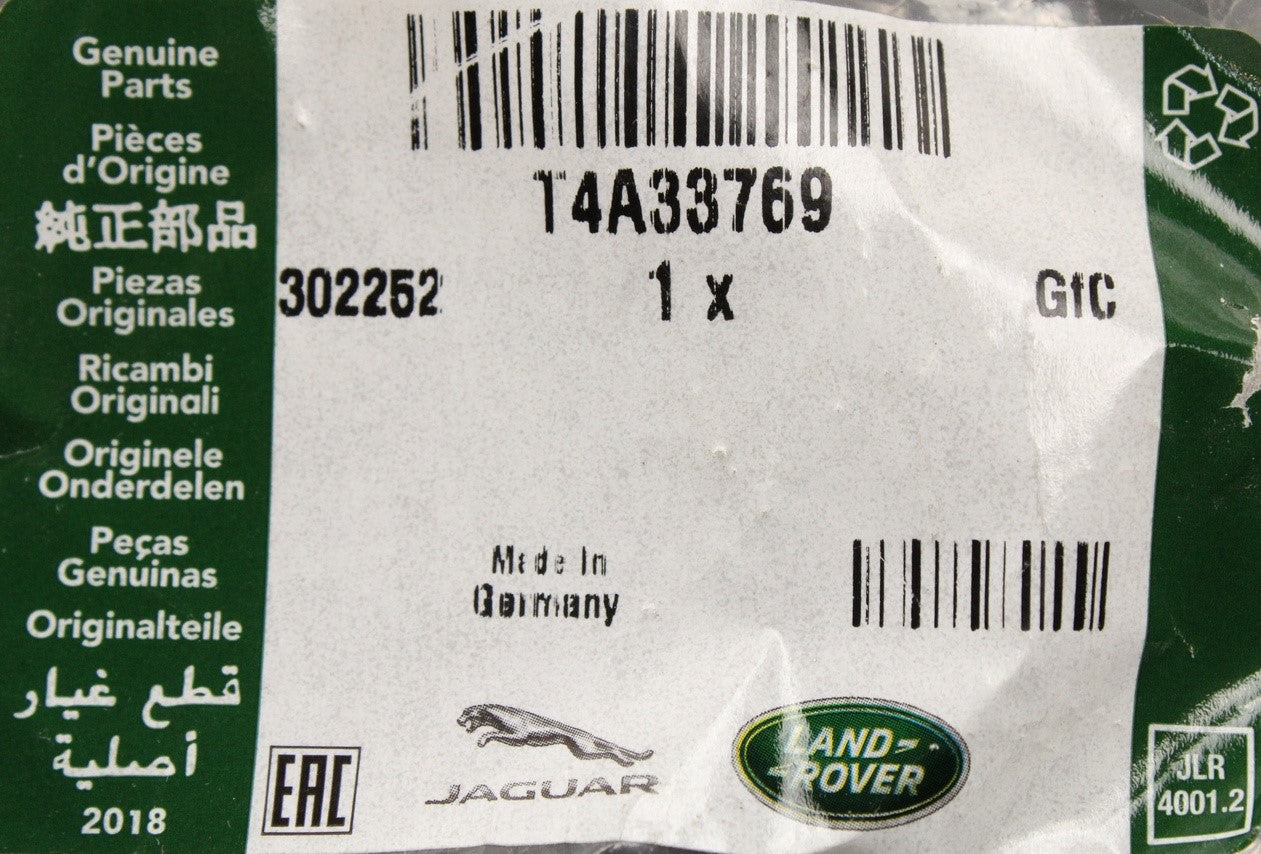 Genuine
Parts
Pièces
d'Origine
純正部品
Piezas
Originales
Ricambi
Originali
Originele
Onderdelen
Peças
Genuinas
Originalteile
قطع غيار
أصلية
2018
T4A33769
302252
1 x
GfC
Made In
Germany
EAC
JAGUAR
LAND-
-ROVER
JLR
4001.2